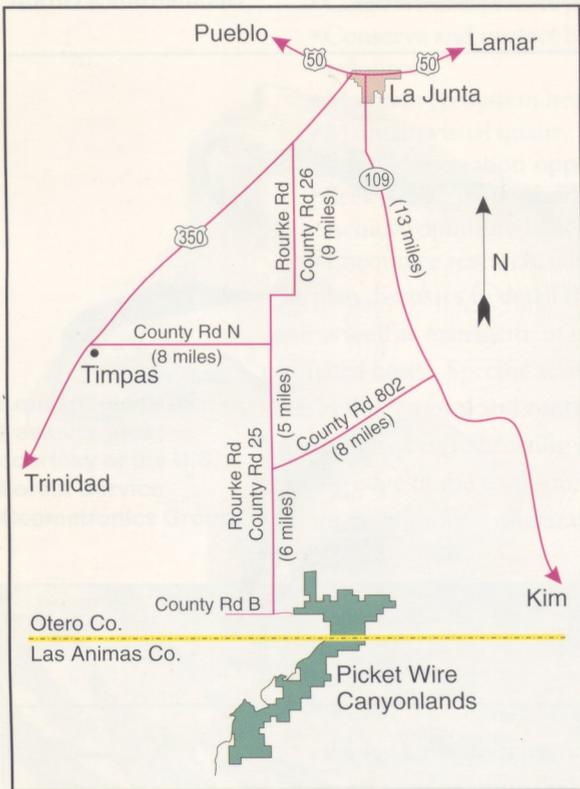 Pueblo
50
50
Lamar
La Junta
109
(13 miles)
N
Rourke Rd
County Rd 26
(9 miles)
350
County Rd N
(8 miles)
Timpas
Trinidad
(5 miles)
County Rd 802
(8 miles)
Rourke Rd
County Rd 25
(6 miles)
Kim
County Rd B
Otero Co.
Las Animas Co.
Picket Wire
Canyonlands